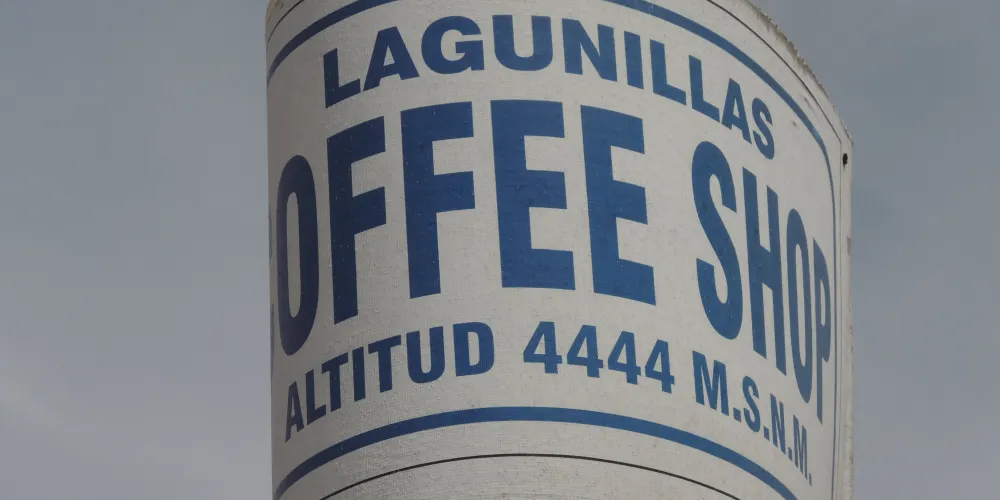 LAGUNILLAS
COFFEE SHOP
ALTITUD 4444 M.S.N.M.